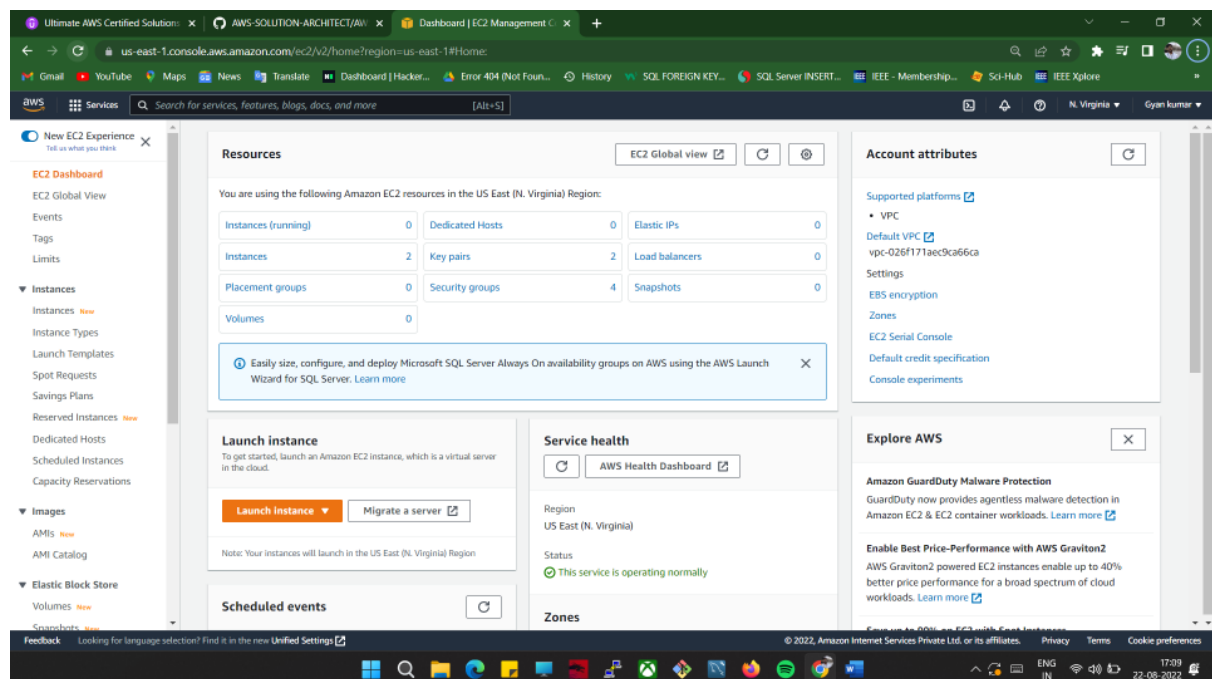 Ultimate AWS Certified Solutions
AWS-SOLUTION-ARCHITECT/AW
Dashboard | EC2 Management C
us-east-1.console.aws.amazon.com/ec2/v2/home?region=us-east-1#Home:
Gmail YouTube Maps News Translate Dashboard | Hacker... Error 404 (Not Foun... History SQL FOREIGN KEY... SQL Server INSERT... IEEE - Membership... Sci-Hub IEEE Xplore »
aws Services Search for services, features, blogs, docs, and more [Alt+S] N. Virginia Gyan kumar
New EC2 Experience
Tell us what you think
EC2 Dashboard
EC2 Global View
Events
Tags
Limits
Instances
Instances New
Instance Types
Launch Templates
Spot Requests
Savings Plans
Reserved Instances New
Dedicated Hosts
Scheduled Instances
Capacity Reservations
Images
AMIs New
AMI Catalog
Elastic Block Store
Volumes New
Snapshots New
Resources
EC2 Global view
You are using the following Amazon EC2 resources in the US East (N. Virginia) Region:
Instances (running) 0 Dedicated Hosts 0 Elastic IPs 0
Instances 2 Key pairs 2 Load balancers 0
Placement groups 0 Security groups 4 Snapshots 0
Volumes 0
Easily size, configure, and deploy Microsoft SQL Server Always On availability groups on AWS using the AWS Launch
Wizard for SQL Server. Learn more
Launch instance
To get started, launch an Amazon EC2 instance, which is a virtual server
in the cloud.
Launch instance Migrate a server
Note: Your instances will launch in the US East (N. Virginia) Region
Scheduled events
Service health
AWS Health Dashboard
Region
US East (N. Virginia)
Status
This service is operating normally
Zones
Account attributes
Supported platforms
• VPC
Default VPC
vpc-026f171aec9ca66ca
Settings
EBS encryption
Zones
EC2 Serial Console
Default credit specification
Console experiments
Explore AWS
Amazon GuardDuty Malware Protection
GuardDuty now provides agentless malware detection in
Amazon EC2 & EC2 container workloads. Learn more
Enable Best Price-Performance with AWS Graviton2
AWS Graviton2 powered EC2 instances enable up to 40%
better price performance for a broad spectrum of cloud
workloads. Learn more
Save up to 90% on EC2 with Spot Instances
Feedback Looking for language selection? Find it in the new Unified Settings © 2022, Amazon Internet Services Private Ltd. or its affiliates. Privacy Terms Cookie preferences
ENG
IN
17:09
22-08-2022